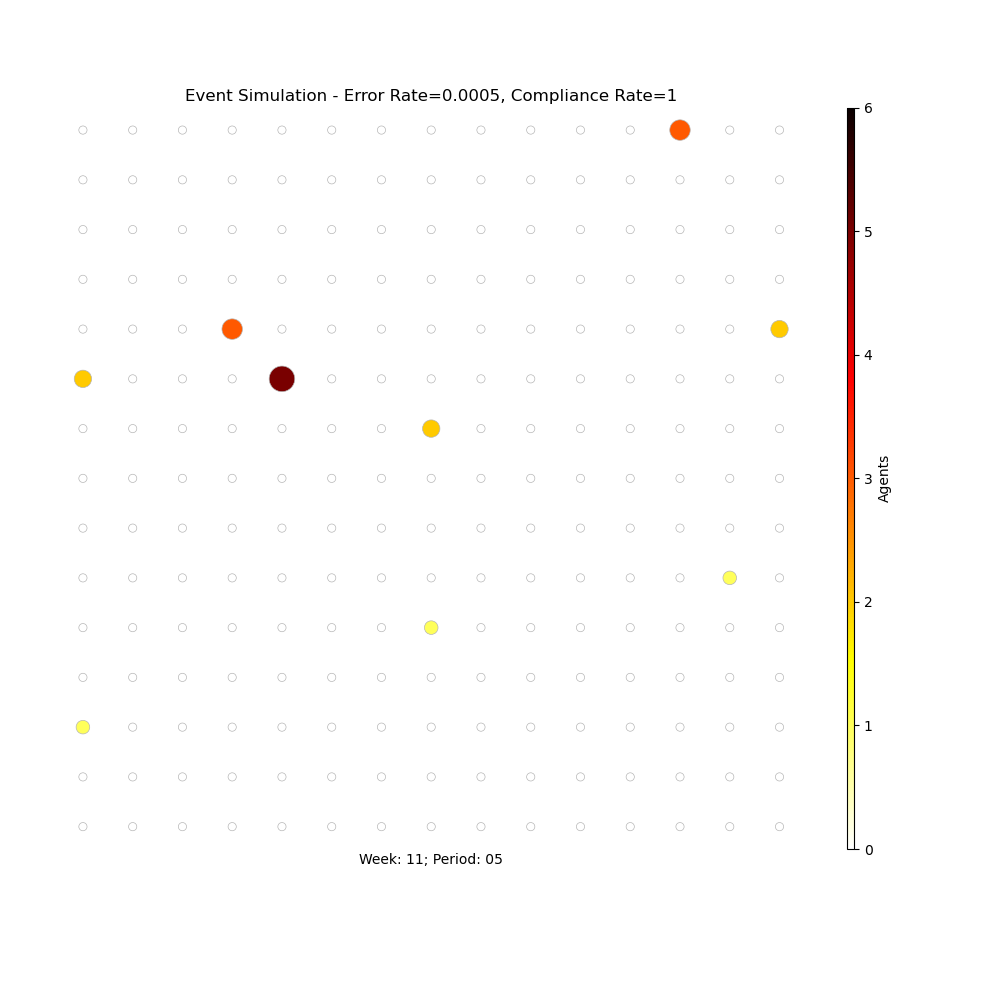 Event Simulation - Error Rate=0.0005, Compliance Rate=1
6
5
4
3
2
1
0
Agents
Week: 11; Period: 05